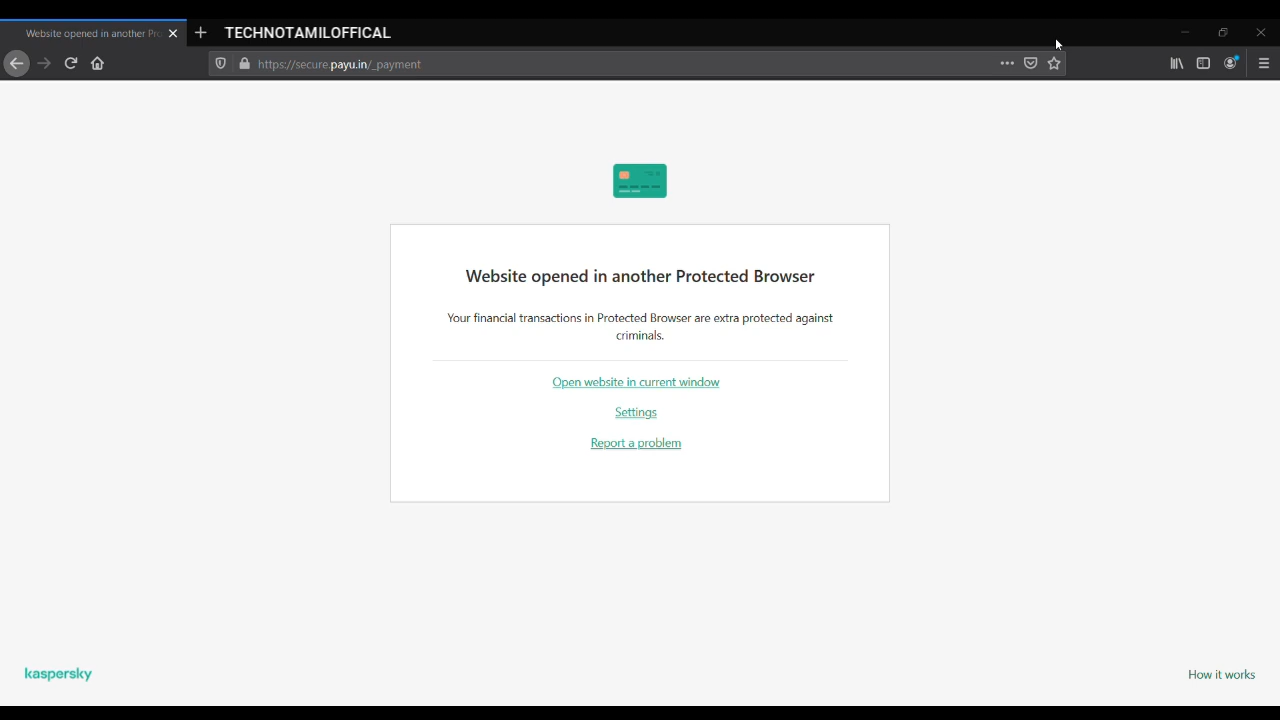 Website opened in another Pro
TECHNOTAMILOFFICAL
https://secure.payu.in/_payment
Website opened in another Protected Browser
Your financial transactions in Protected Browser are extra protected against
criminals.
Open website in current window
Settings
Report a problem
kaspersky
How it works